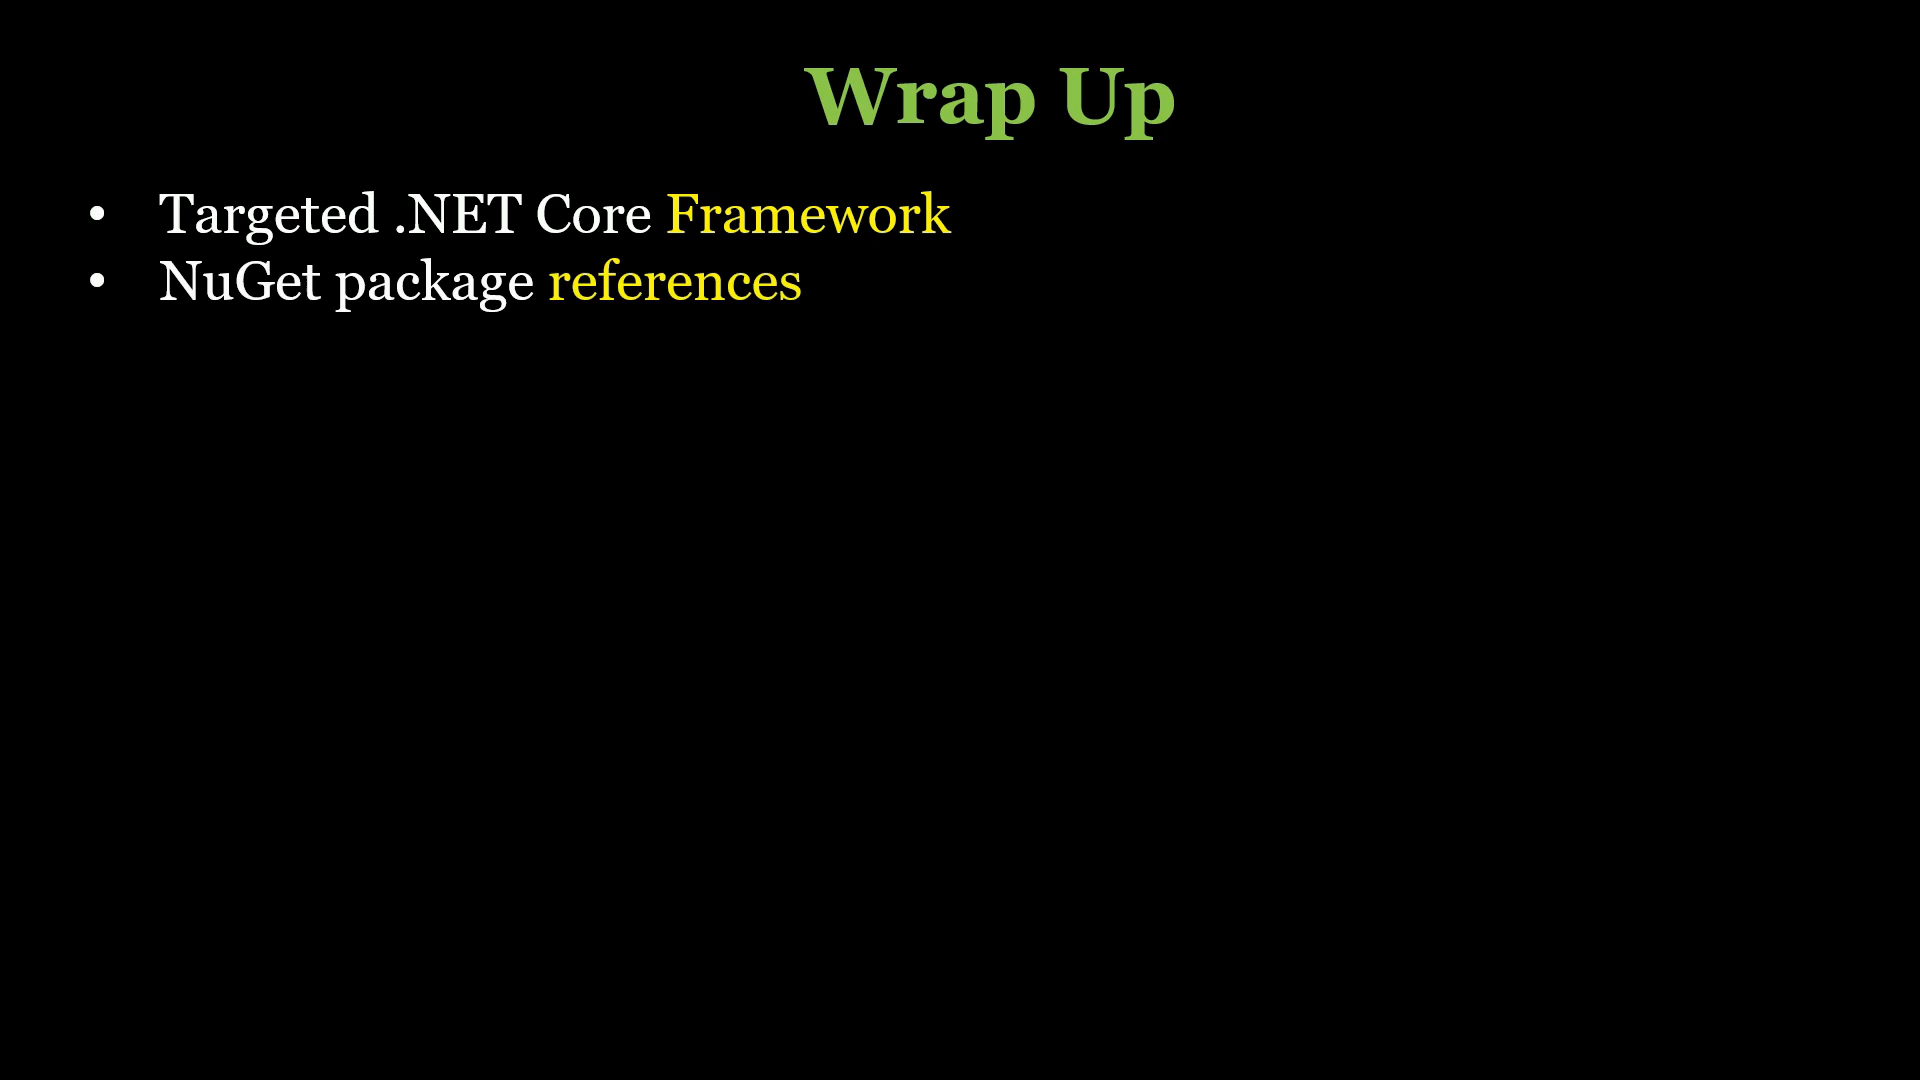 Wrap Up
• Targeted .NET Core Framework
• NuGet package references